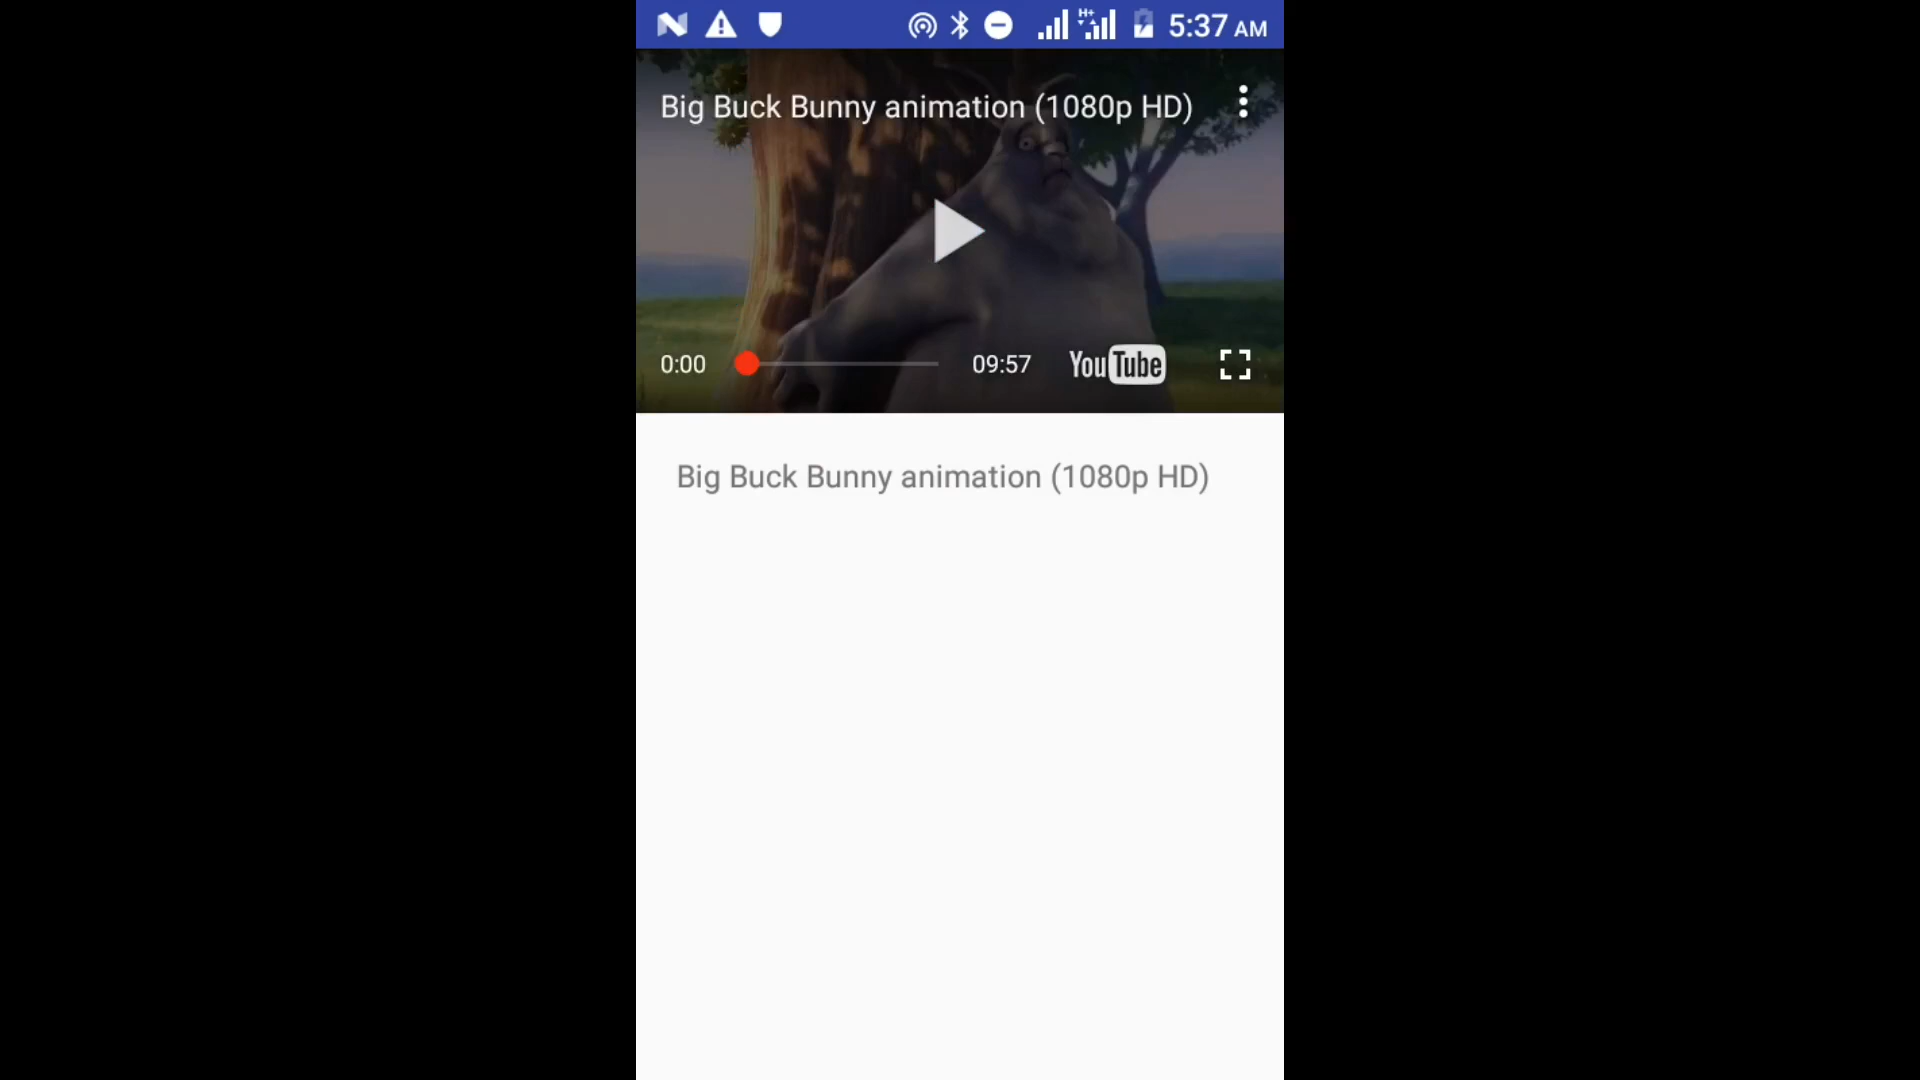 H+ 5:37 AM
Big Buck Bunny animation (1080p HD)
0:00 09:57 YouTube
Big Buck Bunny animation (1080p HD)